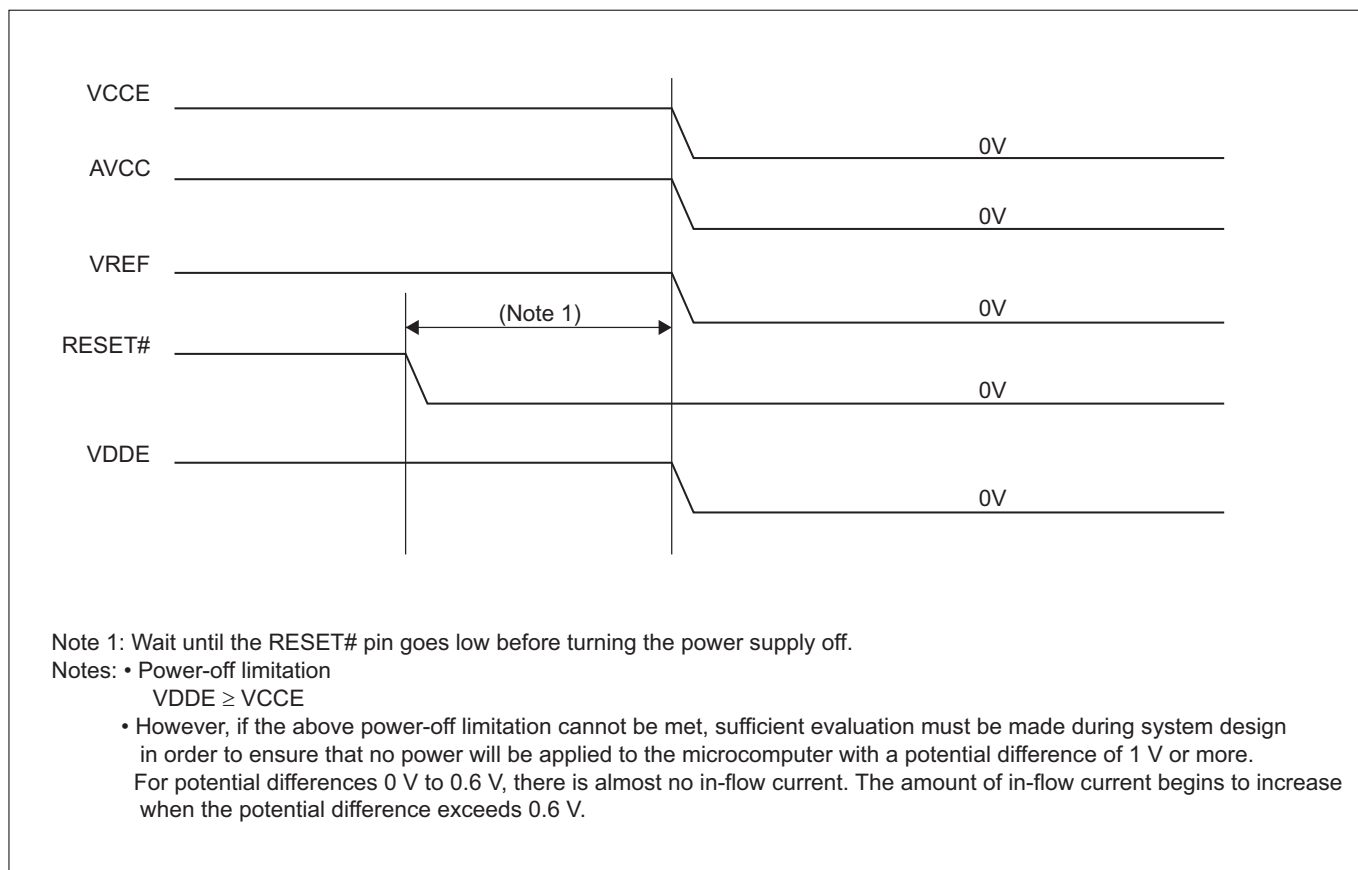 VCCE
0V
AVCC
0V
VREF
(Note 1)
0V
RESET#
0V
VDDE
0V
Note 1: Wait until the RESET# pin goes low before turning the power supply off.
Notes: • Power-off limitation
VDDE ≥ VCCE
• However, if the above power-off limitation cannot be met, sufficient evaluation must be made during system design
in order to ensure that no power will be applied to the microcomputer with a potential difference of 1 V or more.
For potential differences 0 V to 0.6 V, there is almost no in-flow current. The amount of in-flow current begins to increase
when the potential difference exceeds 0.6 V.